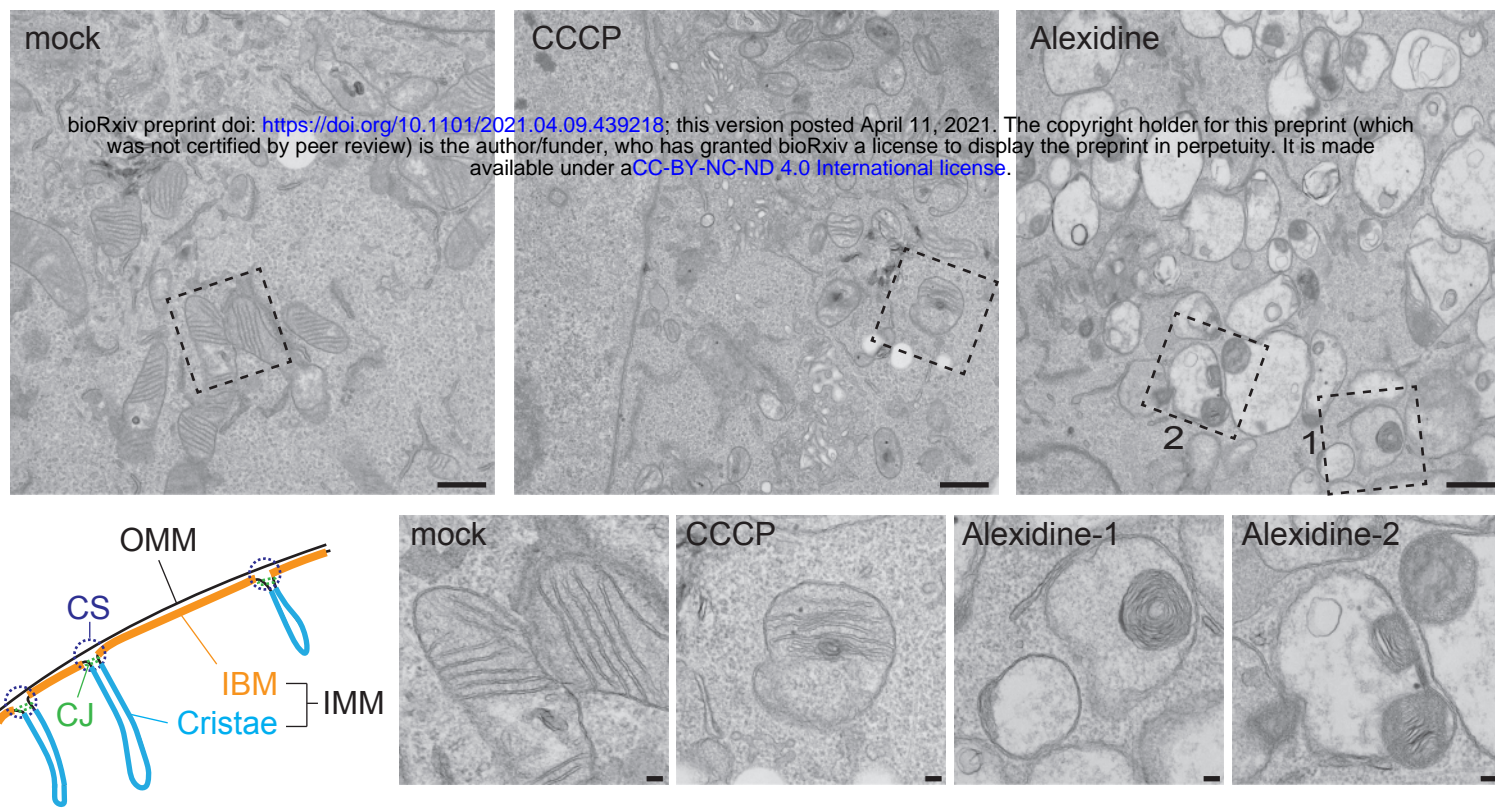 mock
CCCP
Alexidine
bioRxiv preprint doi: https://doi.org/10.1101/2021.04.09.439218; this version posted April 11, 2021. The copyright holder for this preprint (which
was not certified by peer review) is the author/funder, who has granted bioRxiv a license to display the preprint in perpetuity. It is made
available under aCC-BY-NC-ND 4.0 International license.
2
1
OMM
CS
IBM
IMM
CJ
Cristae
mock
CCCP
Alexidine-1
Alexidine-2